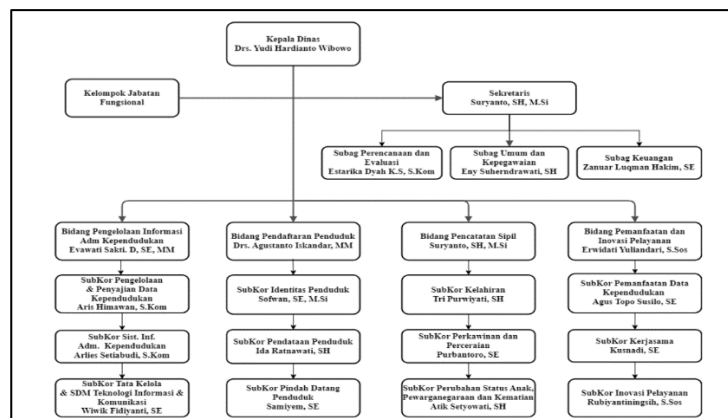 Kepala Dinas
Drs. Yudi Hardianto Wibowo
Kelompok Jabatan
Fungsional
Sekretaris
Suryanto, SH, M.Si
Subag Perencanaan dan
Evaluasi
Estarika Dyah K.S, S.Kom
Subag Umum dan
Kepegawaian
Eny Suherndrawati, SH
Subag Keuangan
Zanuar Luqman Hakim, SE
Bidang Pengelolaan Informasi
Adm Kependudukan
Evawati Sakti. D, SE, MM
Bidang Pendaftaran Penduduk
Drs. Agustanto Iskandar, MM
Bidang Pencatatan Sipil
Suryanto, SH, M.Si
Bidang Pemanfaatan dan
Inovasi Pelayanan
Erwidati Yuliandari, S.Sos
SubKor Pengelolaan
& Penyajian Data
Kependudukan
Aris Himawan, S.Kom
SubKor Identitas Penduduk
Sofwan, SE, M.Si
SubKor Kelahiran
Tri Purwiyati, SH
SubKor Pemanfaatan Data
Kependudukan
Agus Topo Susilo, SE
SubKor Sist. Inf.
Adm. Kependudukan
Arlies Setiabudi, S.Kom
SubKor Pendataan Penduduk
Ida Ratnawati, SH
SubKor Perkawinan dan
Perceraian
Purbantoro, SE
SubKor Kerjasama
Kusnadi, SE
SubKor Tata Kelola
& SDM Teknologi Informasi &
Komunikasi
Wiwik Fidiyanti, SE
SubKor Pindah Datang
Penduduk
Samiyem, SE
SubKor Perubahan Status Anak,
Pewarganegaraan dan Kematian
Atik Setyowati, SH
SubKor Inovasi Pelayanan
Rubiyantiningsih, S.Sos